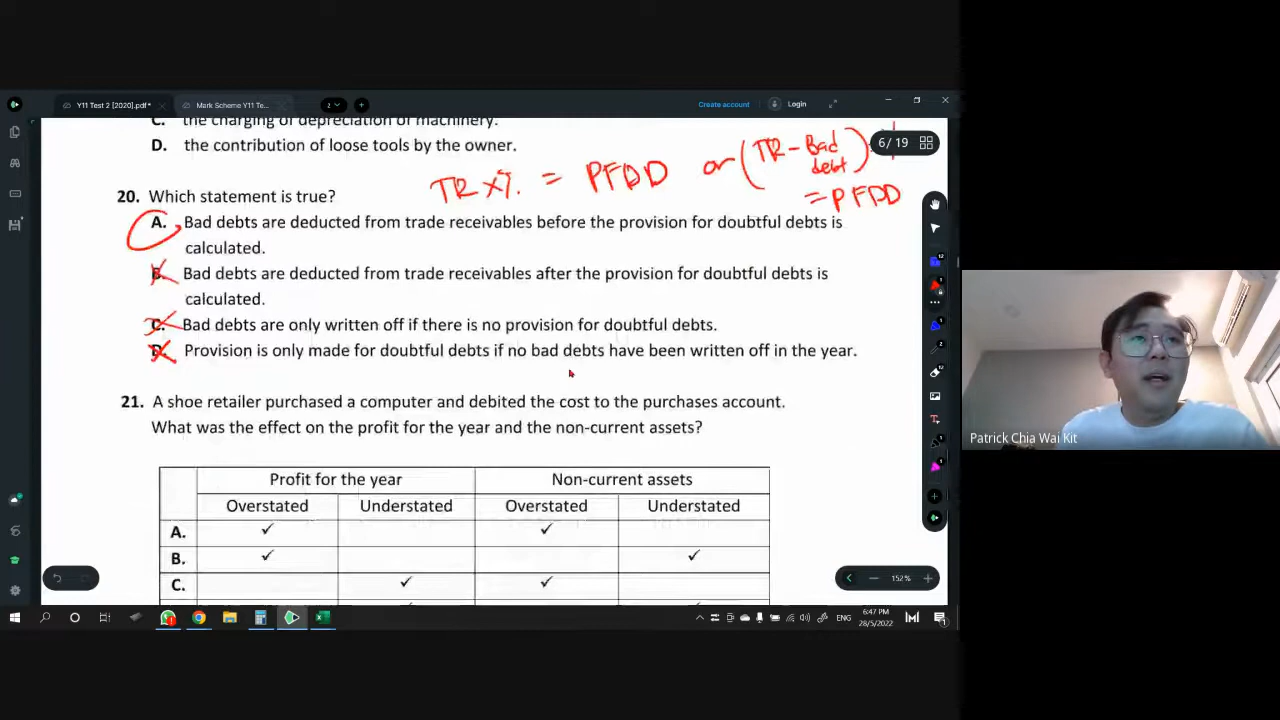 Y11 Test 2 [2020].pdf*
Mark Scheme Y11 Te...
2
Create account
Login
C. the charging of depreciation of machinery.
D. the contribution of loose tools by the owner.
6 / 19
TR x %. = PFDD or (TR - Bad debt)
= PFDD
20. Which statement is true?
A. Bad debts are deducted from trade receivables before the provision for doubtful debts is
calculated.
B. Bad debts are deducted from trade receivables after the provision for doubtful debts is
calculated.
C. Bad debts are only written off if there is no provision for doubtful debts.
D. Provision is only made for doubtful debts if no bad debts have been written off in the year.
21. A shoe retailer purchased a computer and debited the cost to the purchases account.
What was the effect on the profit for the year and the non-current assets?
Profit for the year Non-current assets
Overstated Understated Overstated Understated
A. ✓ ✓
B. ✓ ✓
C. ✓ ✓
152%
Patrick Chia Wai Kit
ENG
6:47 PM
28/5/2022